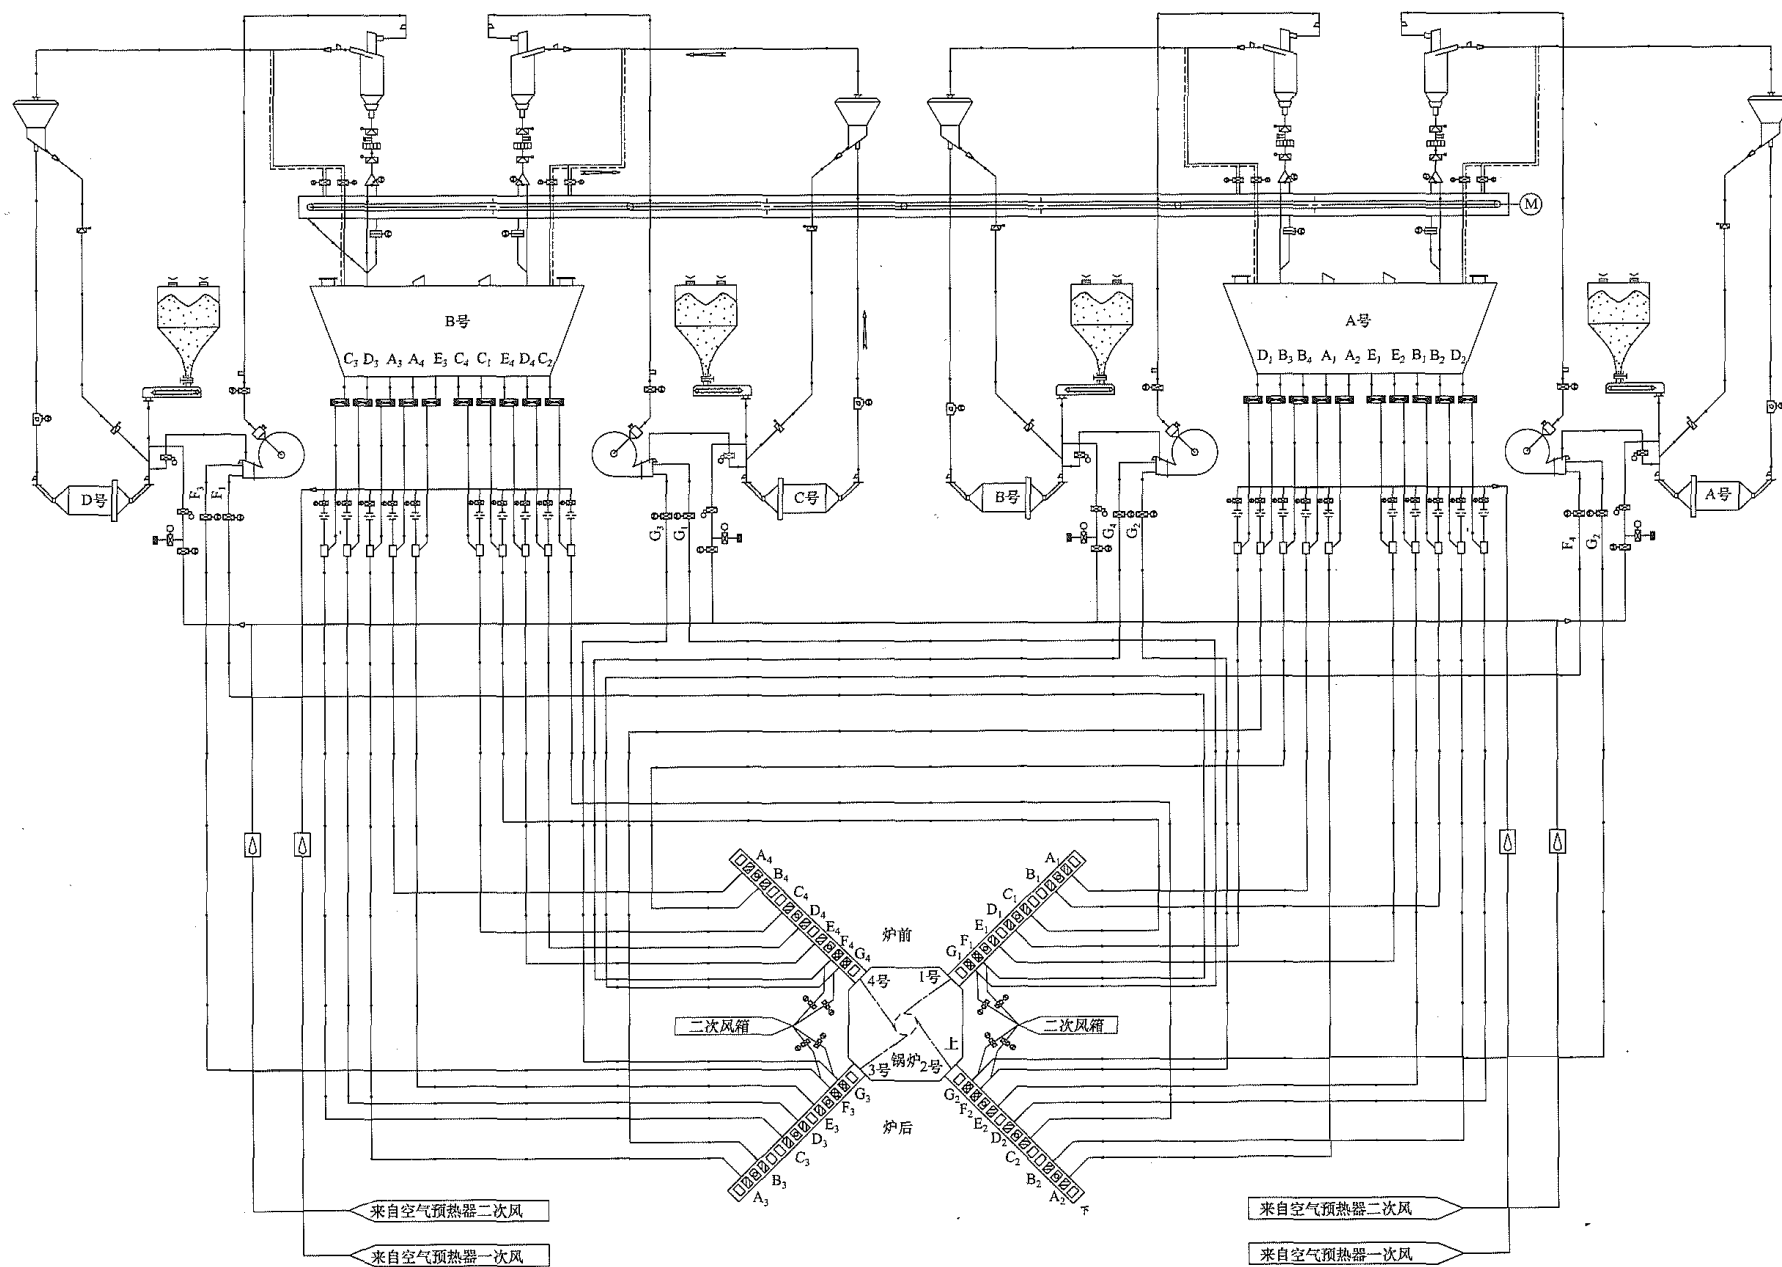 M
B号
A号
C₃ D₃ A₃ A₄ E₃ C₄ C₁ E₄ D₄ C₂
D₁ B₃ B₄ A₁ A₂ E₁ E₂ B₁ B₂ D₂
D号
F₃
F₁
G₃
G₁
C号
B号
G₄
G₂
F₄
G₂
A号
A₄
B₄
C₄
D₄
E₄
F₄
G₄
4号
炉前
A₁
B₁
C₁
D₁
E₁
F₁
G₁
1号
二次风箱
二次风箱
上
锅炉
3号
2号
G₃
F₃
E₃
D₃
C₃
B₃
A₃
炉后
G₂
F₂
E₂
D₂
C₂
B₂
A₂
下
来自空气预热器二次风
来自空气预热器二次风
来自空气预热器一次风
来自空气预热器一次风